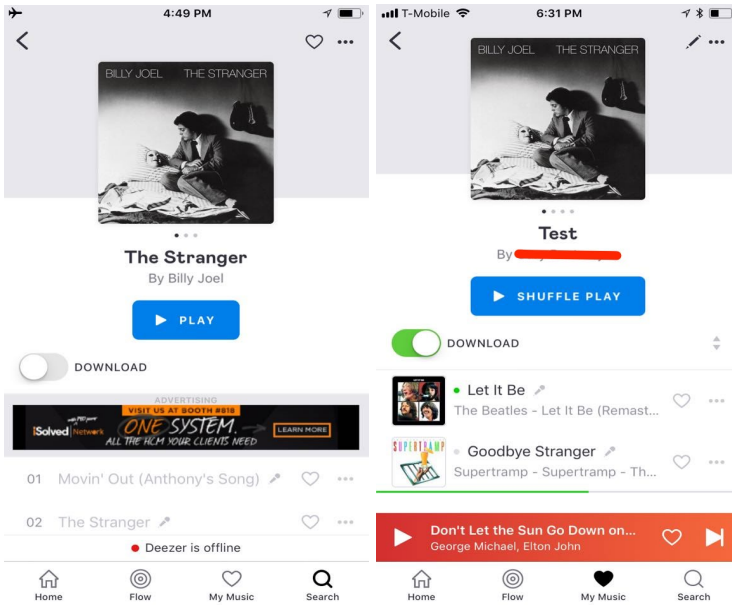 4:49 PM
BILLY JOEL THE STRANGER
The Stranger
By Billy Joel
PLAY
DOWNLOAD
ADVERTISING
VISIT US AT BOOTH #818
iSolved Network
ONE SYSTEM.
ALL THE HCM YOUR CLIENTS NEED
LEARN MORE
01 Movin' Out (Anthony's Song)
02 The Stranger
Deezer is offline
Home Flow My Music Search
T-Mobile 6:31 PM
BILLY JOEL THE STRANGER
Test
By
SHUFFLE PLAY
DOWNLOAD
Let It Be
The Beatles - Let It Be (Remast...
SUPERTRAMP
Goodbye Stranger
Supertramp - Supertramp - Th...
Don't Let the Sun Go Down on...
George Michael, Elton John
Home Flow My Music Search